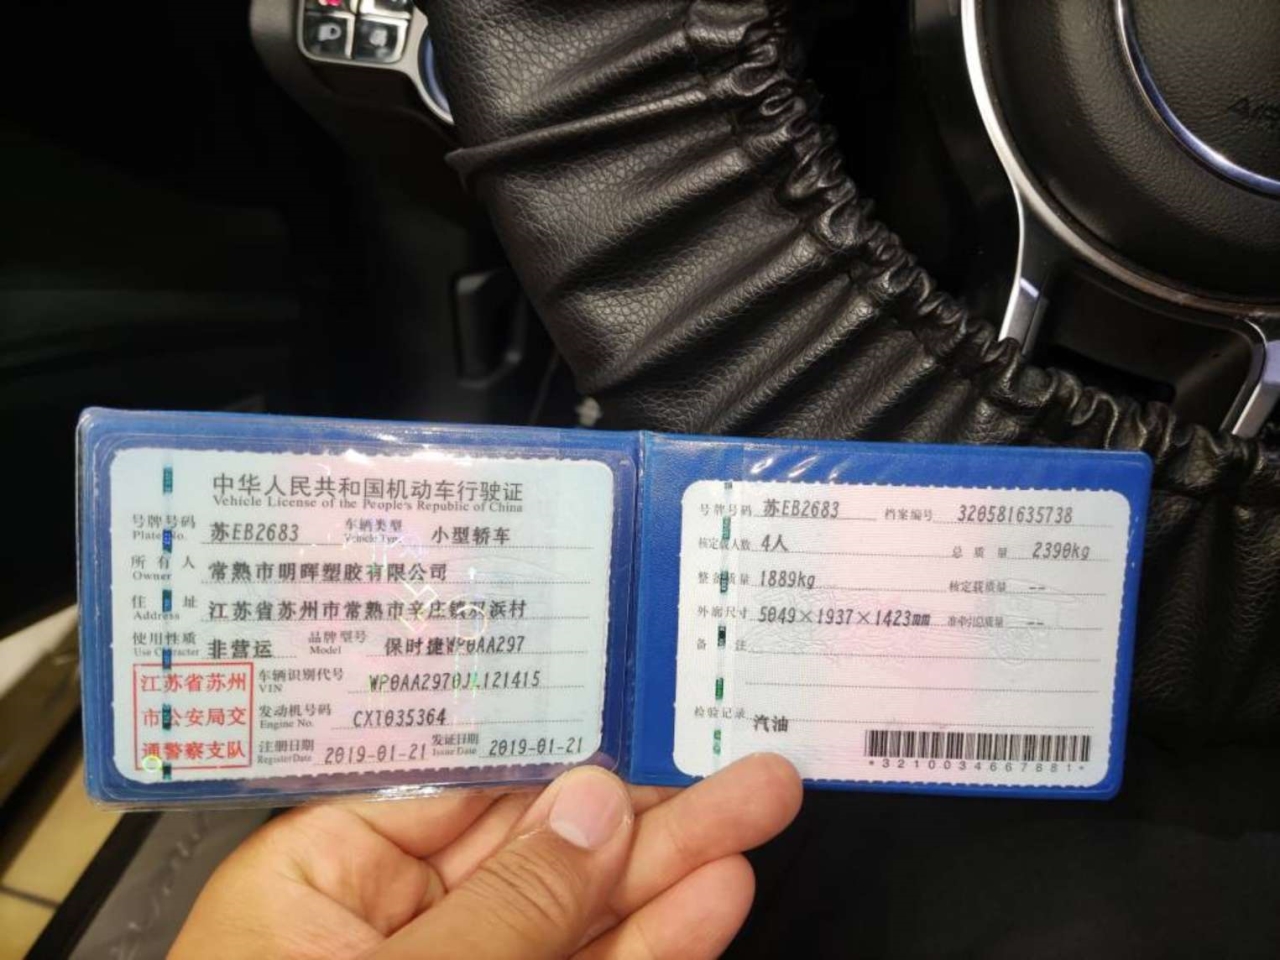 中华人民共和国机动车行驶证
Vehicle License of the People's Republic of China
号牌号码 苏EB2683 车辆类型 小型轿车
Plate No. Vehicle Type
所有人 常熟市明晖塑胶有限公司
Owner
住址 江苏省苏州市常熟市辛庄镇双浜村
Address
使用性质 非营运 品牌型号 保时捷WP0AA297
Use Character Model
江苏省苏州
市公安局交
通警察支队
车辆识别代号 WP0AA2970JL121415
VIN
发动机号码 CXT035364
Engine No.
注册日期 2019-01-21 发证日期 2019-01-21
Register Date Issue Date
号牌号码 苏EB2683 档案编号 320581635738
核定载人数 4人 总质量 2390kg
整备质量 1889kg 核定载质量 --
外廓尺寸 5049×1937×1423mm 准牵引总质量 --
备注
检验记录 汽油
*3210034667881*